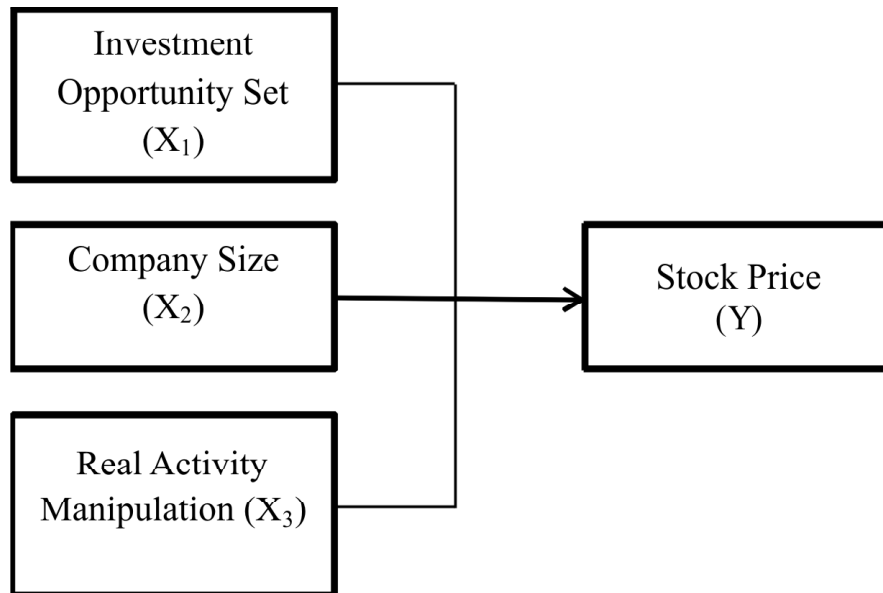 Investment
Opportunity Set
(X₁)
Company Size
(X₂)
Real Activity
Manipulation (X₃)
Stock Price
(Y)